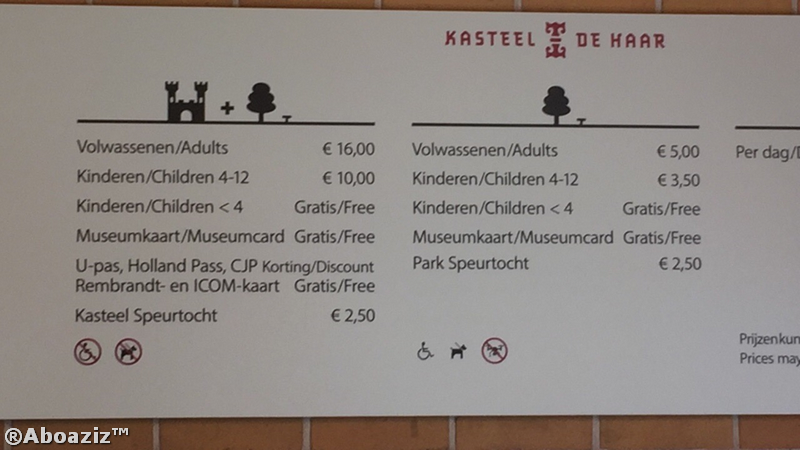 KASTEEL DE HAAR
Volwassenen/Adults € 16,00
Kinderen/Children 4-12 € 10,00
Kinderen/Children < 4 Gratis/Free
Museumkaart/Museumcard Gratis/Free
U-pas, Holland Pass, CJP Korting/Discount
Rembrandt- en ICOM-kaart Gratis/Free
Kasteel Speurtocht € 2,50
Volwassenen/Adults € 5,00
Kinderen/Children 4-12 € 3,50
Kinderen/Children < 4 Gratis/Free
Museumkaart/Museumcard Gratis/Free
Park Speurtocht € 2,50
Per dag/
Prijzen
Prices may
®Aboaziz™